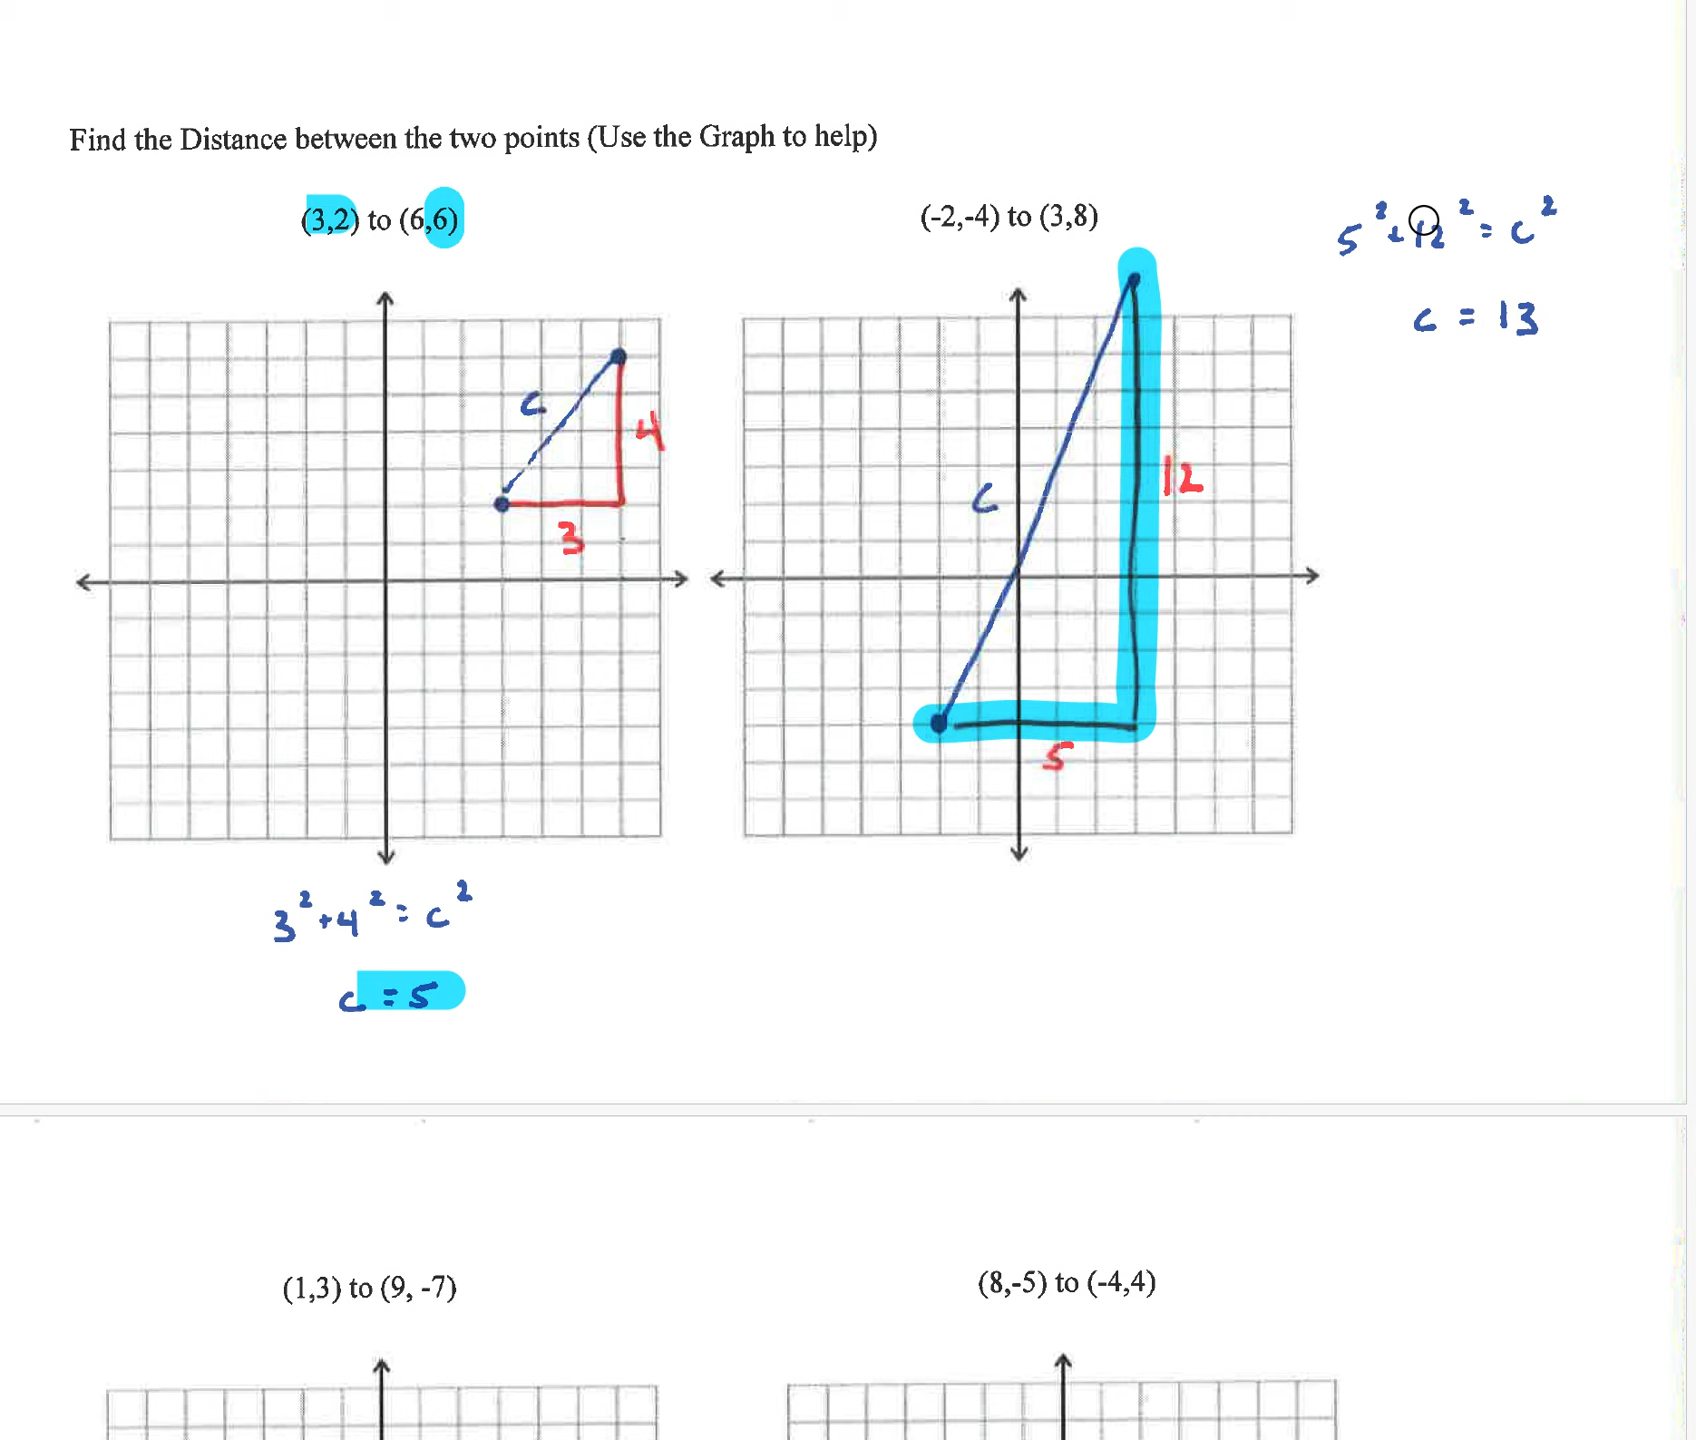 Find the Distance between the two points (Use the Graph to help)
(3,2) to (6,6)
(-2,-4) to (3,8)
5² + 12² = c²
c = 13
c
4
3
c
12
5
3² + 4² = c²
c = 5
(1,3) to (9, -7)
(8,-5) to (-4,4)